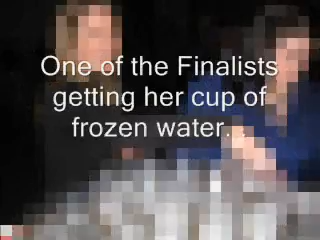 One of the Finalists
getting her cup of
frozen water...